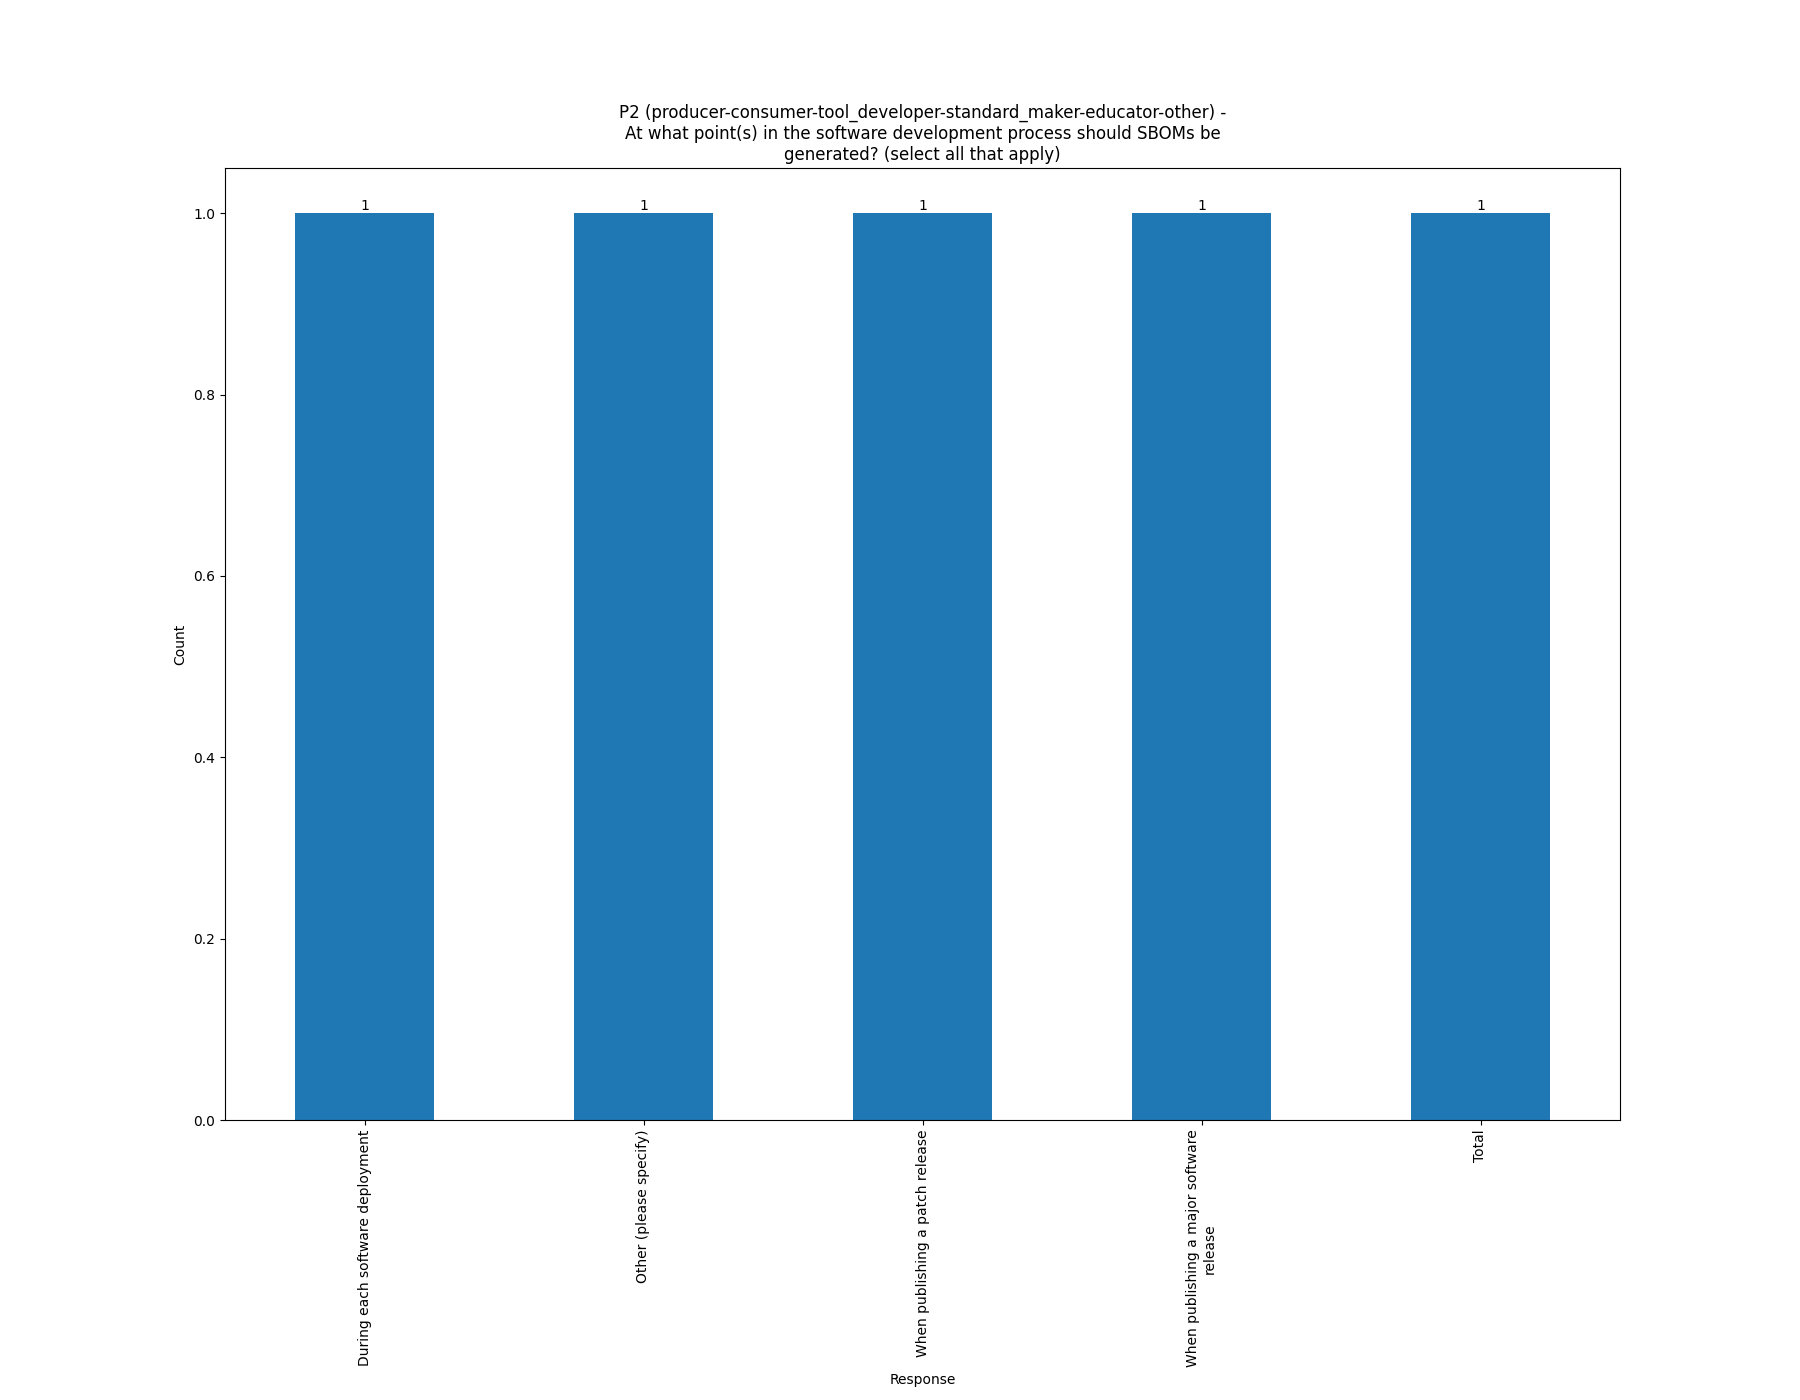 P2 (producer-consumer-tool_developer-standard_maker-educator-other) -
At what point(s) in the software development process should SBOMs be
generated? (select all that apply)
1
1
1
1
1
1.0
0.8
0.6
0.4
0.2
0.0
Count
During each software deployment
Other (please specify)
When publishing a patch release
When publishing a major software
release
Total
Response